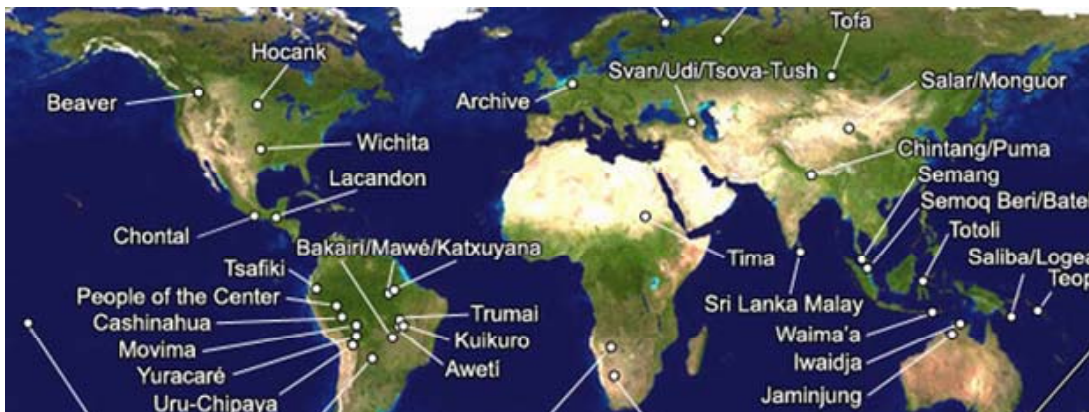 Tofa
Hocank
Svan/Udi/Tsova-Tush
Salar/Monguor
Beaver
Archive
Wichita
Chintang/Puma
Semang
Lacandon
Semoq Beri/Batek
Chontal
Bakairi/Mawé/Katxuyana
Totoli
Tsafiki
Tima
Saliba/Logea
People of the Center
Teop
Sri Lanka Malay
Cashinahua
Trumai
Waima'a
Movima
Kuikuro
Iwaidja
Yuracaré
Aweti
Jaminjung
Uru-Chipaya